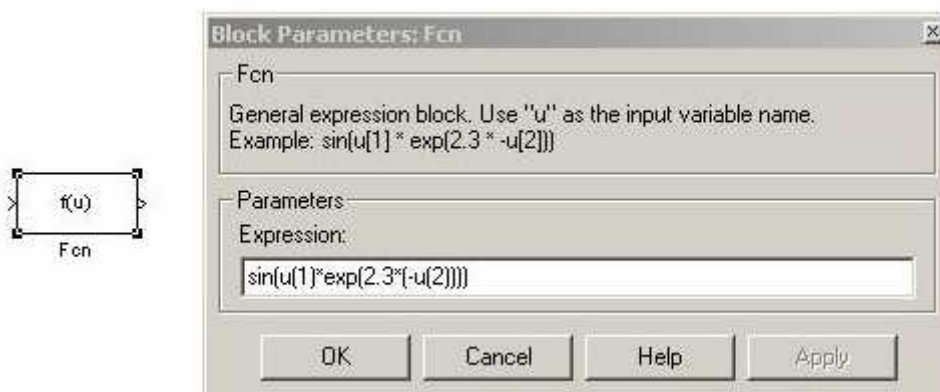 Block Parameters: Fcn
Fcn
General expression block. Use "u" as the input variable name.
Example: sin(u[1] * exp(2.3 * -u[2]))
f(u)
Fcn
Parameters
Expression:
sin(u(1)*exp(2.3*(-u(2))))
OK Cancel Help Apply